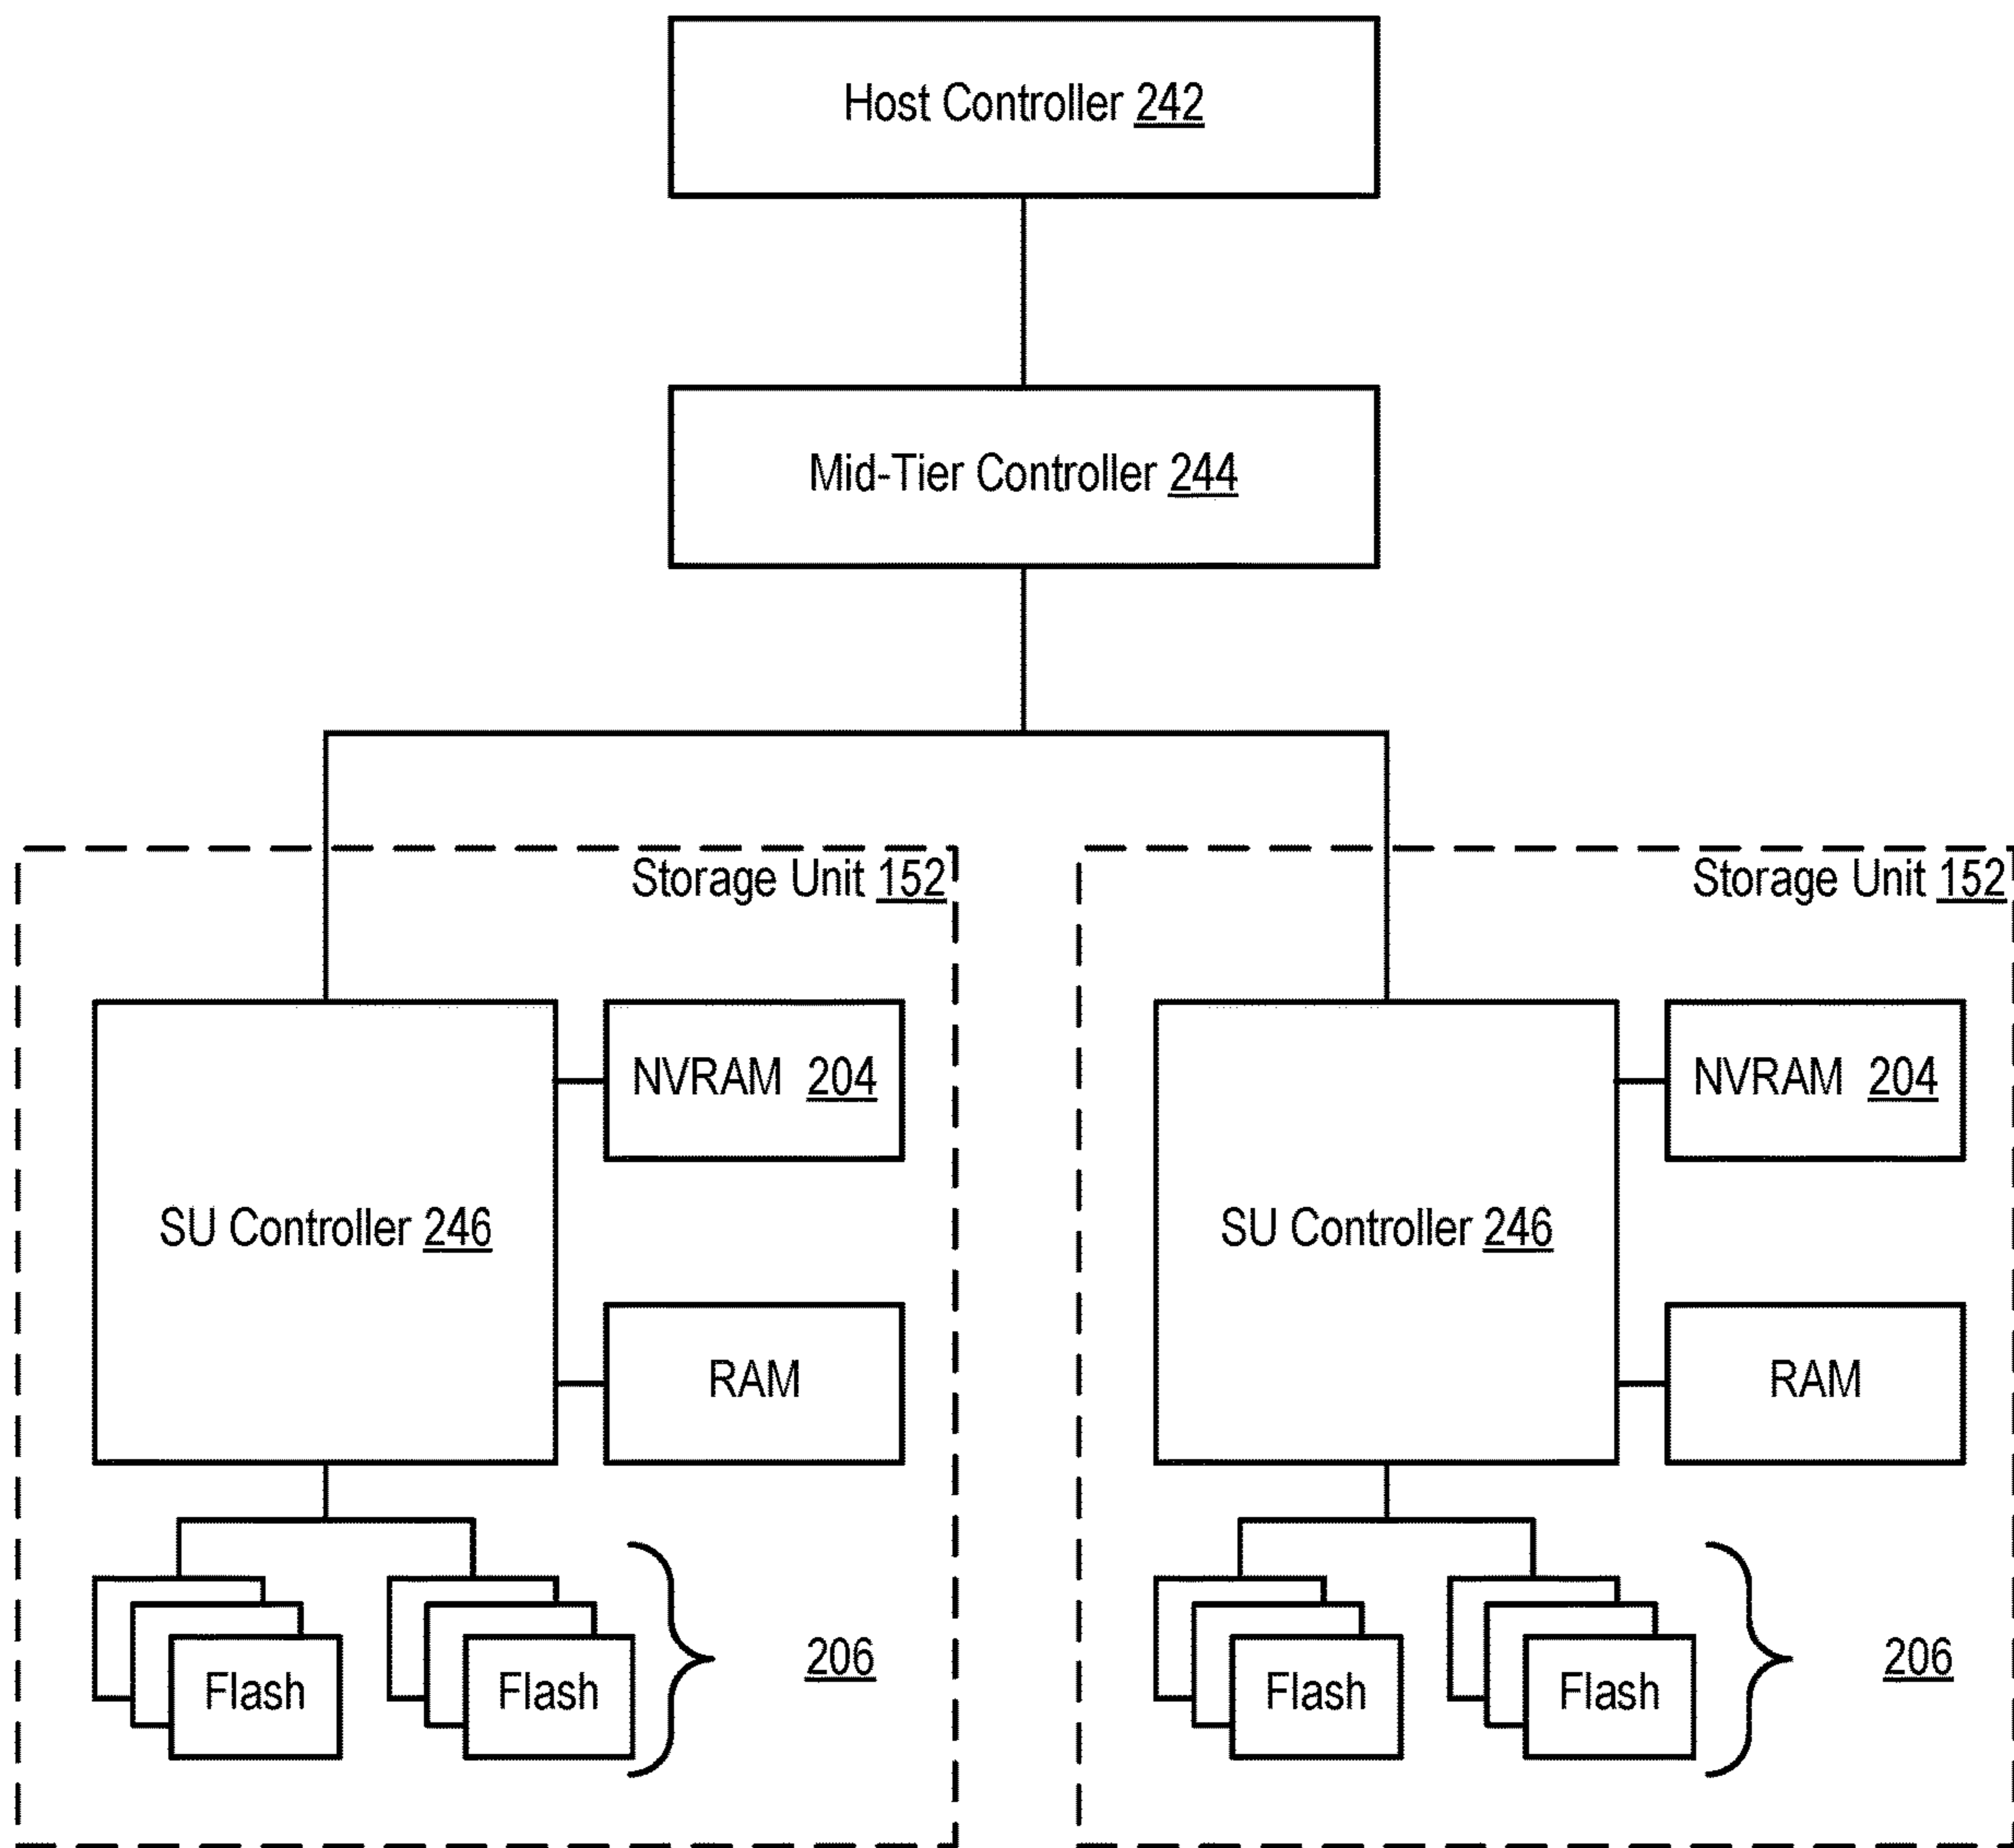 Host Controller 242
Mid-Tier Controller 244
Storage Unit 152
NVRAM 204
SU Controller 246
RAM
Flash
Flash
206
Storage Unit 152
NVRAM 204
SU Controller 246
RAM
Flash
Flash
206